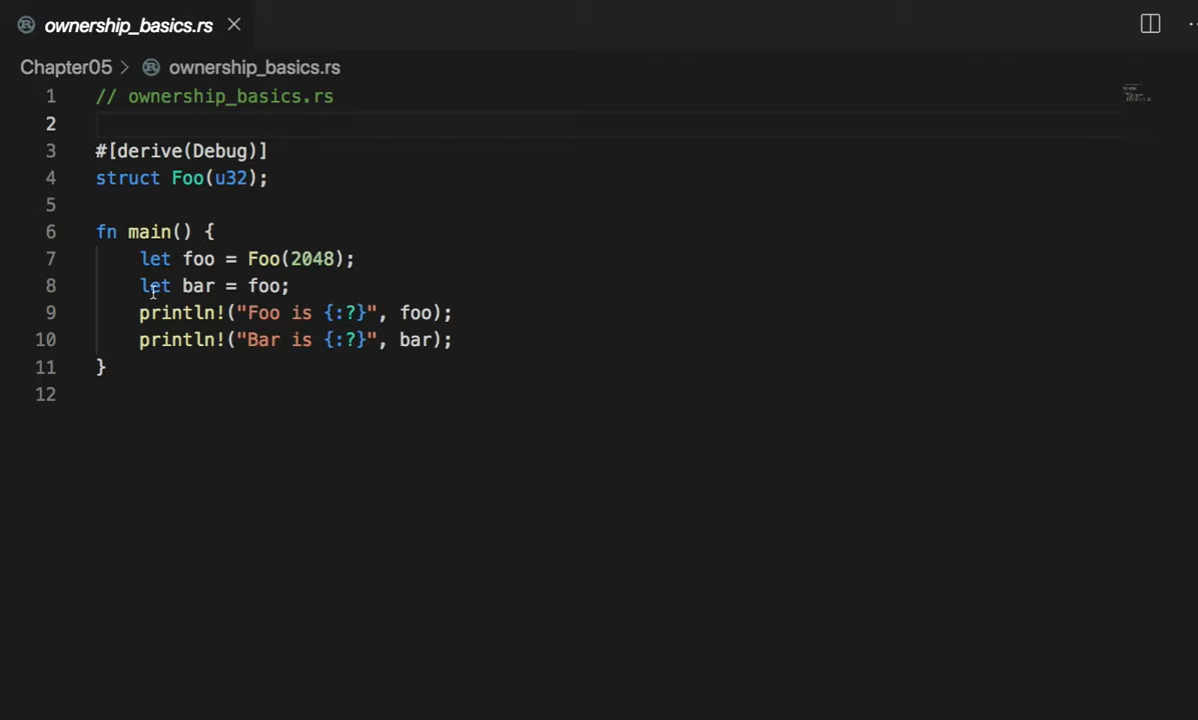 ownership_basics.rs
Chapter05 > ownership_basics.rs
1 // ownership_basics.rs
2
3 #[derive(Debug)]
4 struct Foo(u32);
5
6 fn main() {
7     let foo = Foo(2048);
8     let bar = foo;
9     println!("Foo is {:?}", foo);
10     println!("Bar is {:?}", bar);
11 }
12